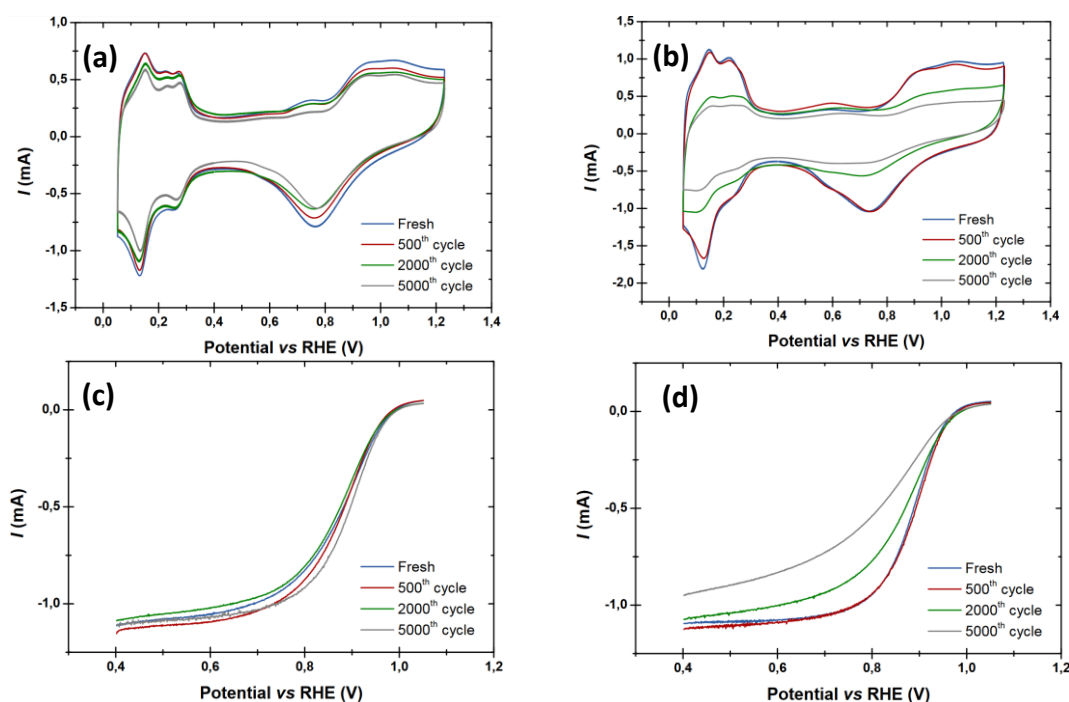 (a)
1,0
0,5
0,0
-0,5
-1,0
-1,5
I (mA)
Fresh
500th cycle
2000th cycle
5000th cycle
0,0 0,2 0,4 0,6 0,8 1,0 1,2 1,4
Potential vs RHE (V)
(b)
1,5
1,0
0,5
0,0
-0,5
-1,0
-1,5
-2,0
I (mA)
Fresh
500th cycle
2000th cycle
5000th cycle
0,0 0,2 0,4 0,6 0,8 1,0 1,2 1,4
Potential vs RHE (V)
(c)
0,0
-0,5
-1,0
I (mA)
Fresh
500th cycle
2000th cycle
5000th cycle
0,4 0,6 0,8 1,0 1,2
Potential vs RHE (V)
(d)
0,0
-0,5
-1,0
I (mA)
Fresh
500th cycle
2000th cycle
5000th cycle
0,4 0,6 0,8 1,0 1,2
Potential vs RHE (V)